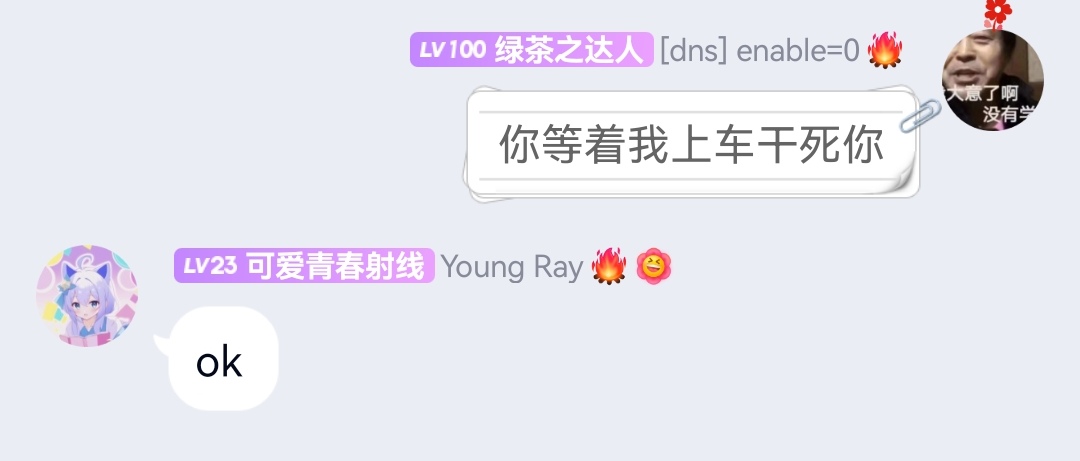 LV100 绿茶之达人 [dns] enable=0
大意了啊
没有学
你等着我上车干死你
LV23 可爱青春射线 Young Ray
ok